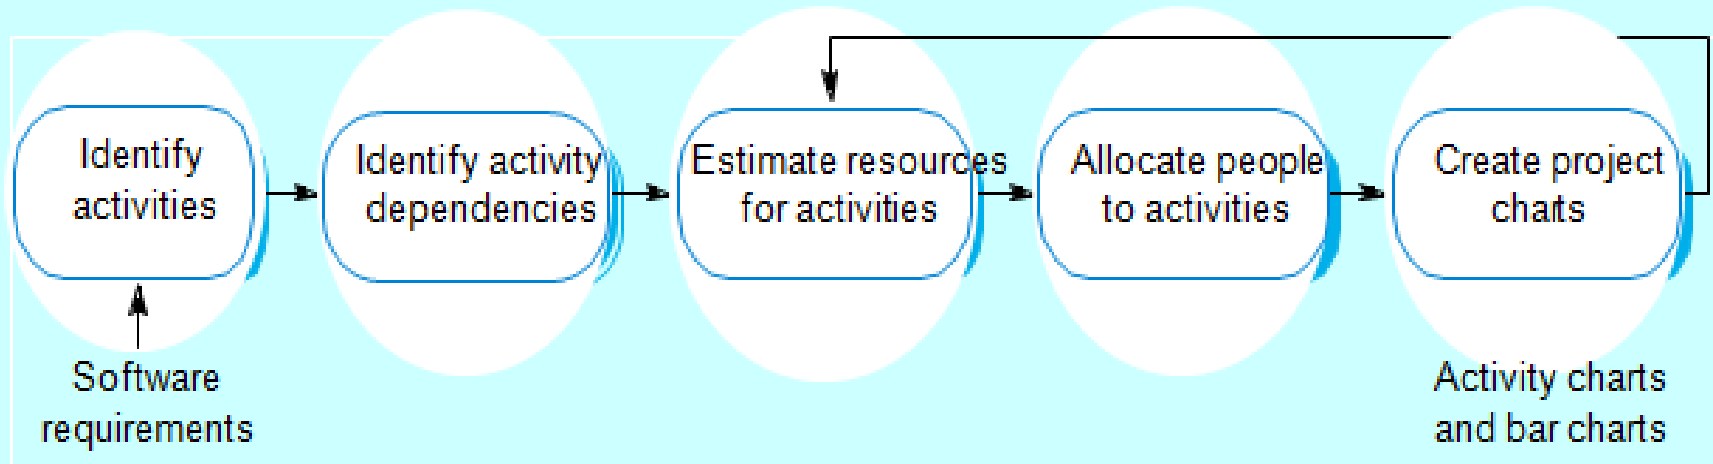 Identify
activities
Identify activity
dependencies
Estimate resources
for activities
Allocate people
to activities
Create project
charts
Software
requirements
Activity charts
and bar charts